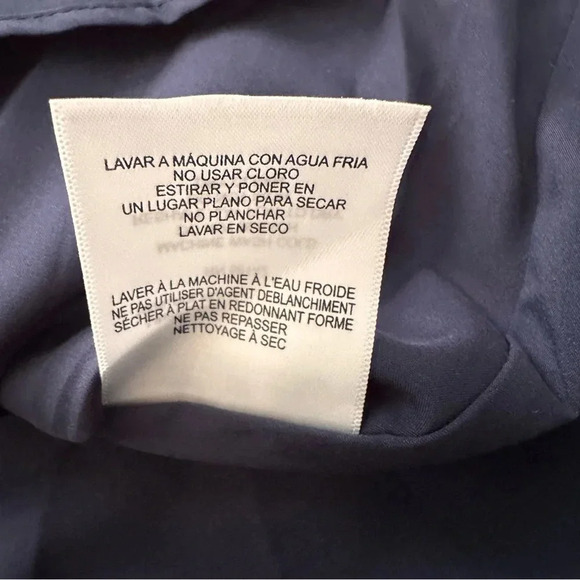 LAVAR A MÁQUINA CON AGUA FRIA
NO USAR CLORO
ESTIRAR Y PONER EN
UN LUGAR PLANO PARA SECAR
NO PLANCHAR
LAVAR EN SECO
LAVER À LA MACHINE À L'EAU FROIDE
NE PAS UTILISER D'AGENT DEBLANCHIMENT
SÉCHER À PLAT EN REDONNANT FORME
NE PAS REPASSER
NETTOYAGE À SEC